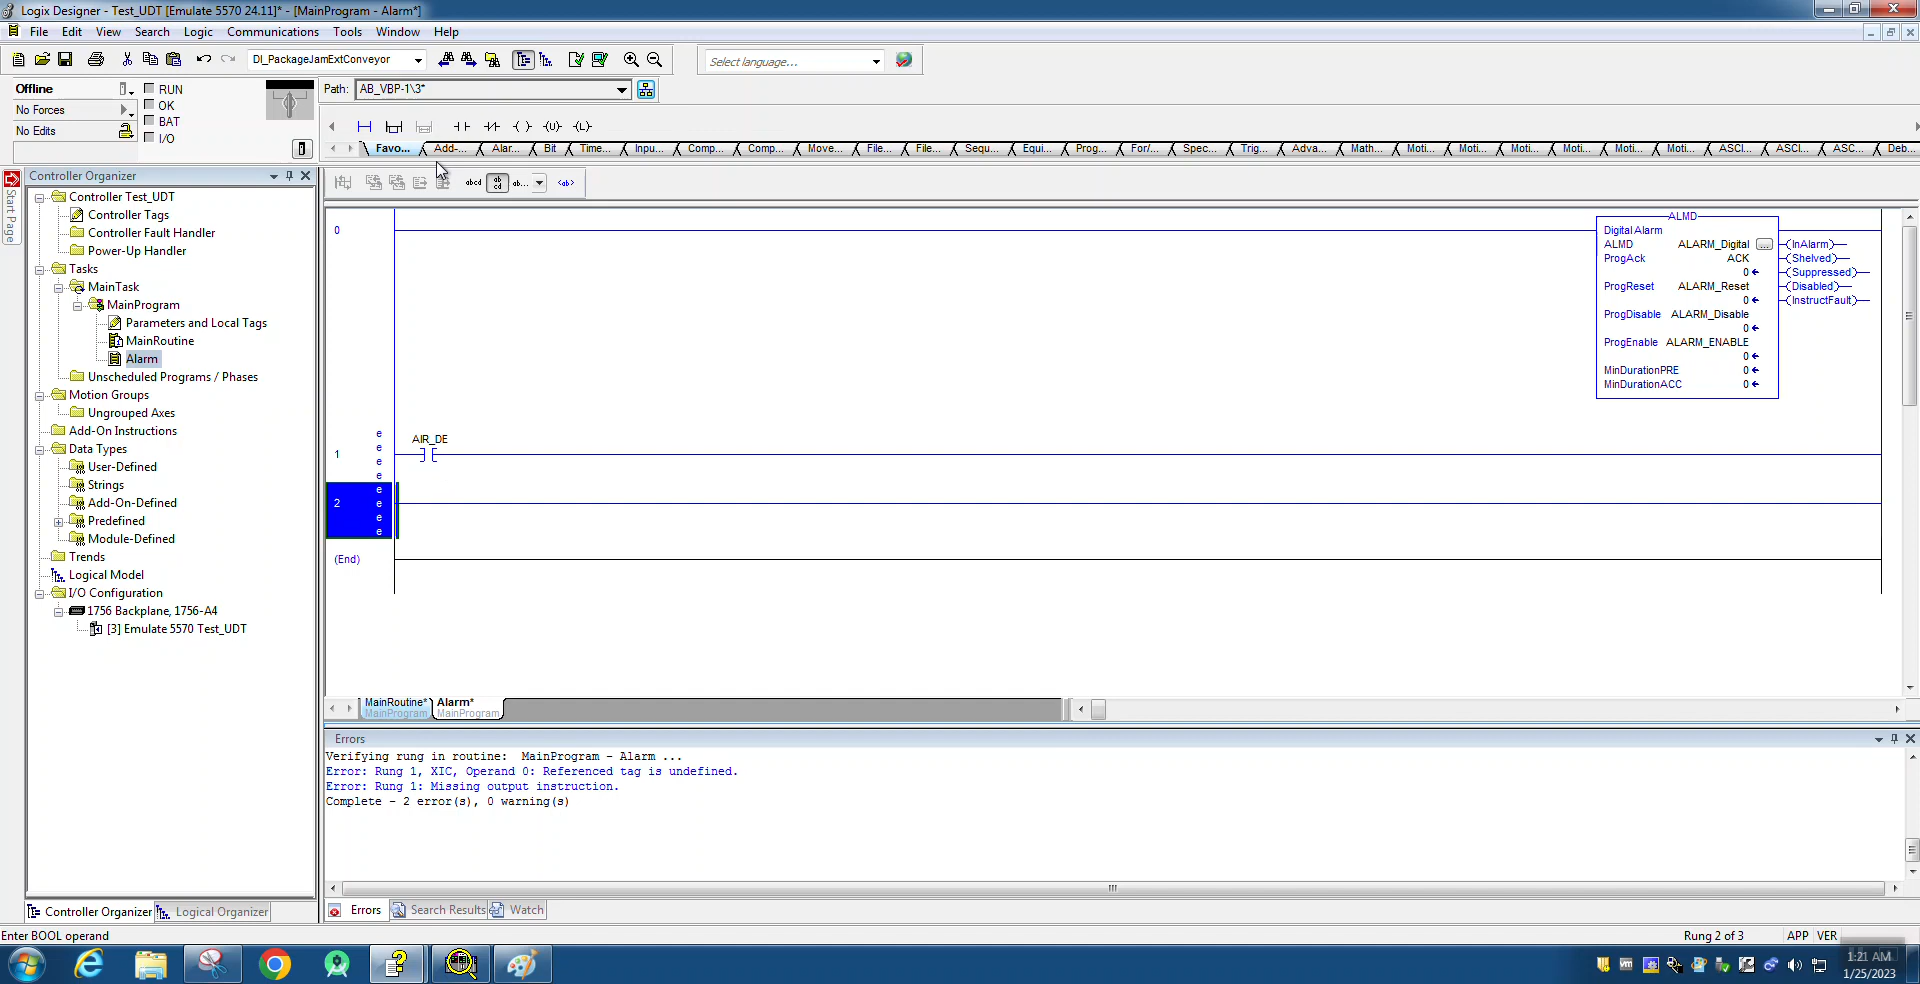 Logix Designer - Test_UDT [Emulate 5570 24.11]* - [MainProgram - Alarm*]
File Edit View Search Logic Communications Tools Window Help
DI_PackageJamExtConveyor
Select language...
Offline
RUN
No Forces
OK
No Edits
BAT
I/O
Path: AB_VBP-1\3*
Favo... Add-... Alar... Bit Time... Inpu... Comp... Comp... Move... File... File... Sequ... Equi... Prog... For/... Spec... Trig... Adva... Math... Moti... Moti... Moti... Moti... Moti... Moti... ASCI... ASCI... ASC... Deb...
abcd ab cd ab... <ab>
Start Page
Controller Organizer
Controller Test_UDT
Controller Tags
Controller Fault Handler
Power-Up Handler
Tasks
MainTask
MainProgram
Parameters and Local Tags
MainRoutine
Alarm
Unscheduled Programs / Phases
Motion Groups
Ungrouped Axes
Add-On Instructions
Data Types
User-Defined
Strings
Add-On-Defined
Predefined
Module-Defined
Trends
Logical Model
I/O Configuration
1756 Backplane, 1756-A4
[3] Emulate 5570 Test_UDT
Controller Organizer Logical Organizer
0
ALMD
Digital Alarm
ALMD ALARM_Digital ... (InAlarm)
ProgAck ACK (Shelved)
0 (Suppressed)
ProgReset ALARM_Reset (Disabled)
0 (InstructFault)
ProgDisable ALARM_Disable
0
ProgEnable ALARM_ENABLE
0
MinDurationPRE 0
MinDurationACC 0
e
e
e
e
1
AIR_DE
e
e
e
e
2
(End)
MainRoutine* Alarm*
MainProgram MainProgram
Errors
Verifying rung in routine: MainProgram - Alarm ...
Error: Rung 1, XIC, Operand 0: Referenced tag is undefined.
Error: Rung 1: Missing output instruction.
Complete - 2 error(s), 0 warning(s)
Errors Search Results Watch
Enter BOOL operand
Rung 2 of 3 APP VER
1:21 AM
1/25/2023